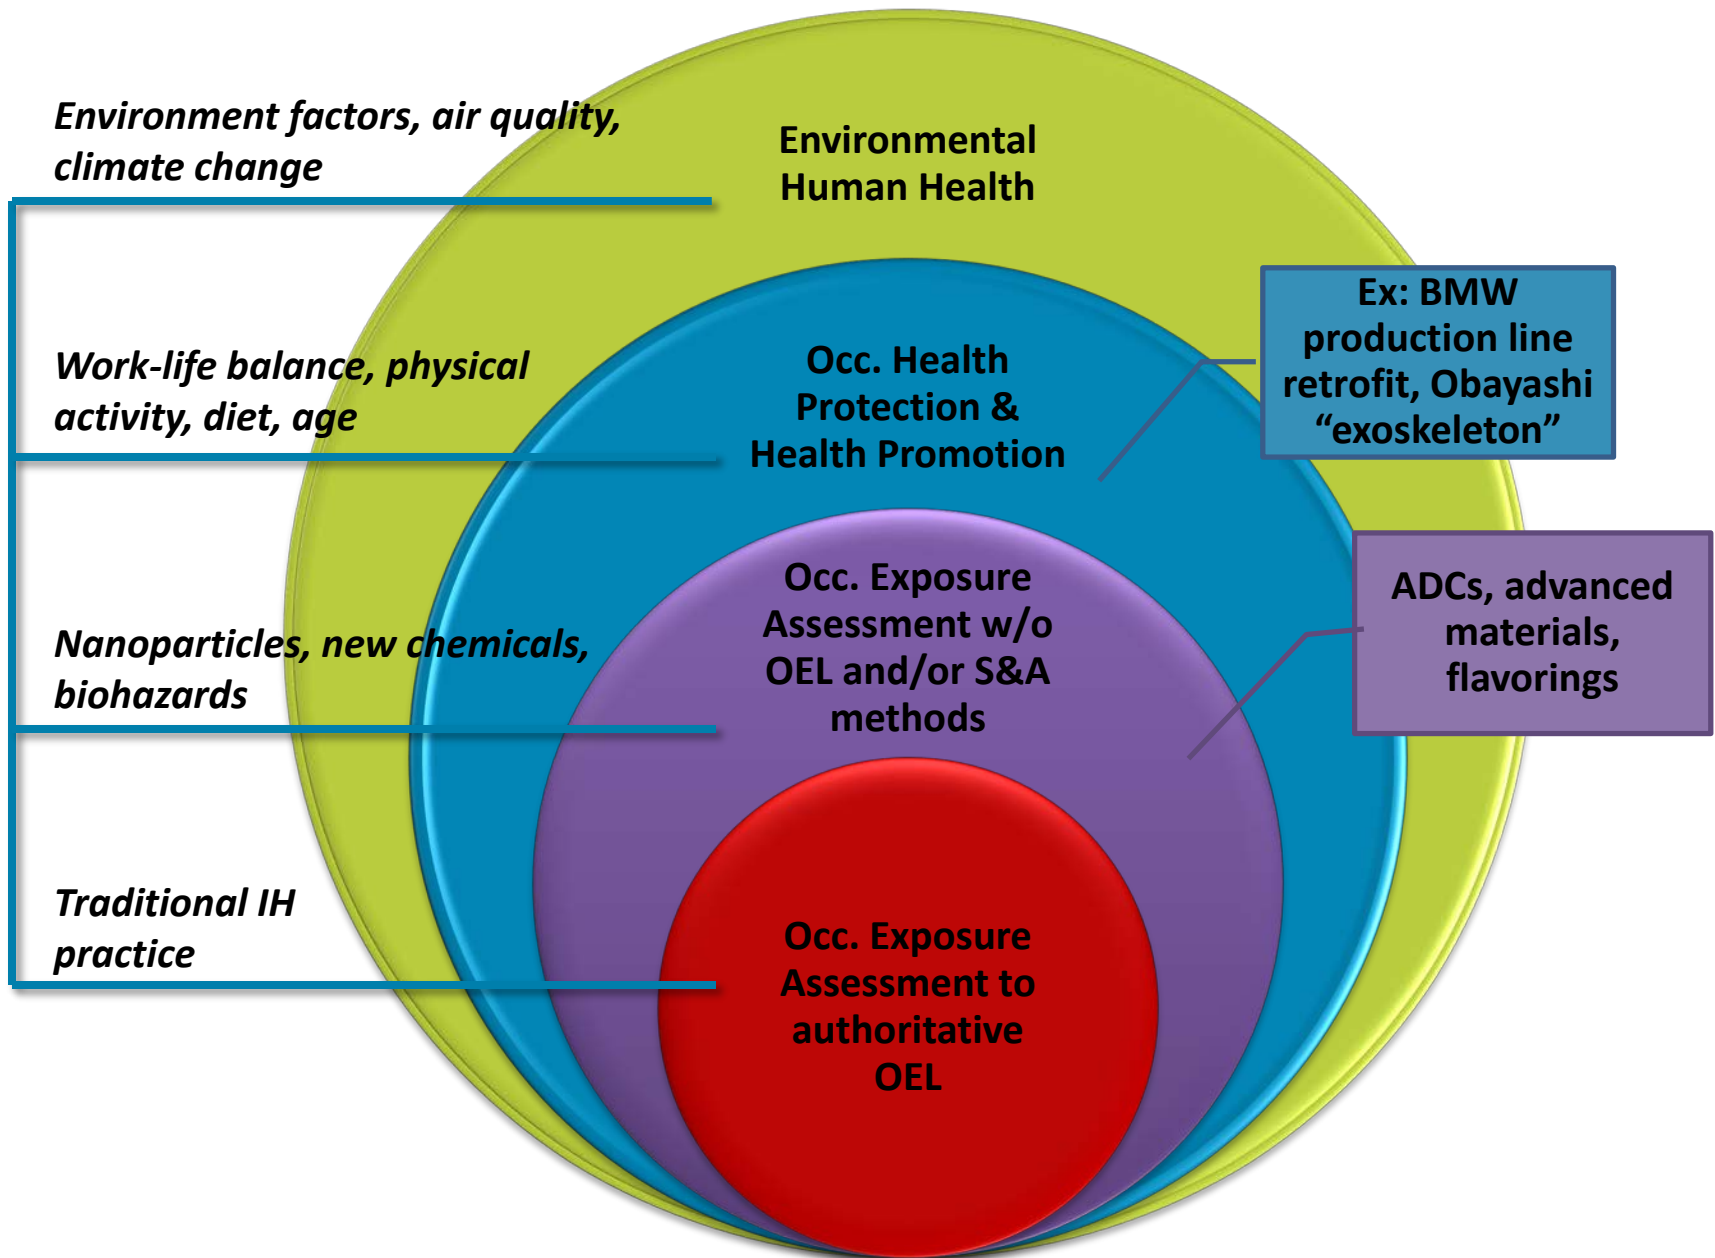 Environment factors, air quality,
climate change
Environmental
Human Health
Ex: BMW
production line
retrofit, Obayashi
“exoskeleton”
Work-life balance, physical
activity, diet, age
Occ. Health
Protection &
Health Promotion
ADCs, advanced
materials,
flavorings
Nanoparticles, new chemicals,
biohazards
Occ. Exposure
Assessment w/o
OEL and/or S&A
methods
Traditional IH
practice
Occ. Exposure
Assessment to
authoritative
OEL